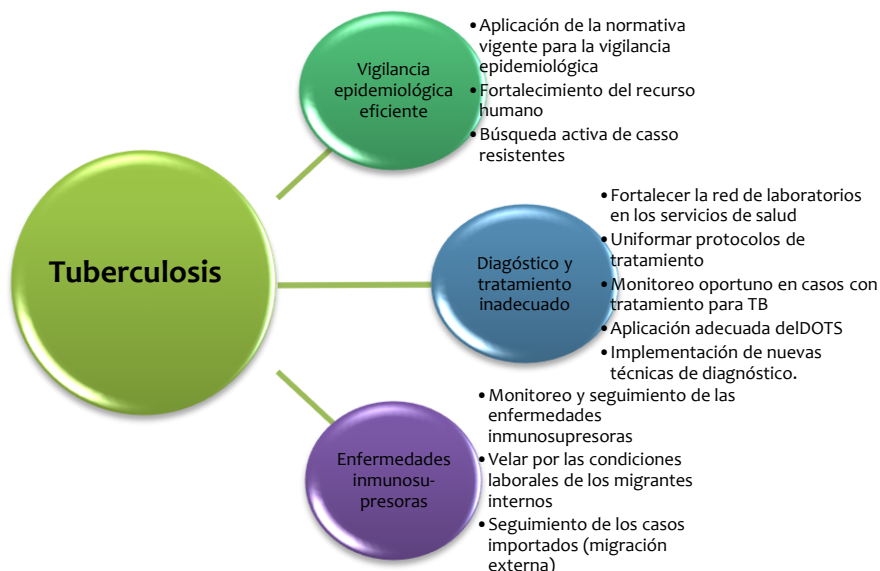 Tuberculosis
Vigilancia
epidemiológica
eficiente
•Aplicación de la normativa
vigente para la vigilancia
epidemiológica
•Fortalecimiento del recurso
humano
•Búsqueda activa de casso
resistentes
Diagóstico y
tratamiento
inadecuado
•Fortalecer la red de laboratorios
en los servicios de salud
•Uniformar protocolos de
tratamiento
•Monitoreo oportuno en casos con
tratamiento para TB
•Aplicación adecuada delDOTS
•Implementación de nuevas
técnicas de diagnóstico.
Enfermedades
inmunosu-
presoras
•Monitoreo y seguimiento de las
enfermedades
inmunosupresoras
•Velar por las condiciones
laborales de los migrantes
internos
•Seguimiento de los casos
importados (migración
externa)